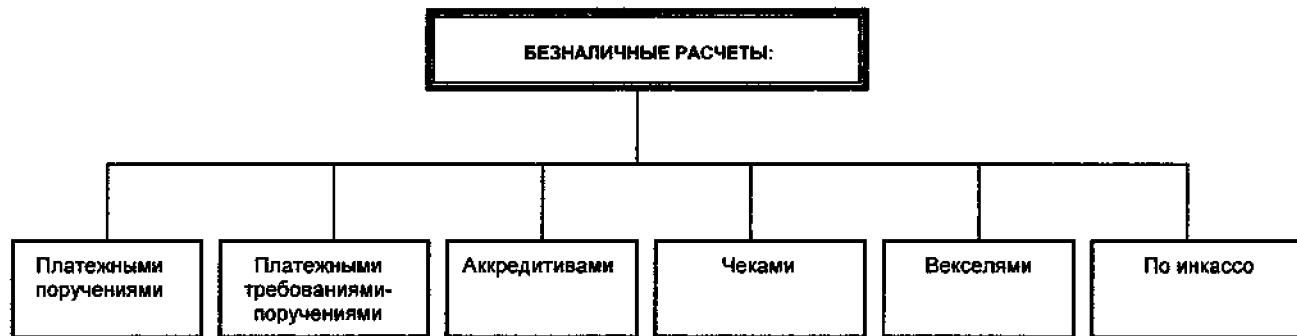 БЕЗНАЛИЧНЫЕ РАСЧЕТЫ:
Платежными
поручениями
Платежными
требованиями-
поручениями
Аккредитивами
Чеками
Векселями
По инкассо